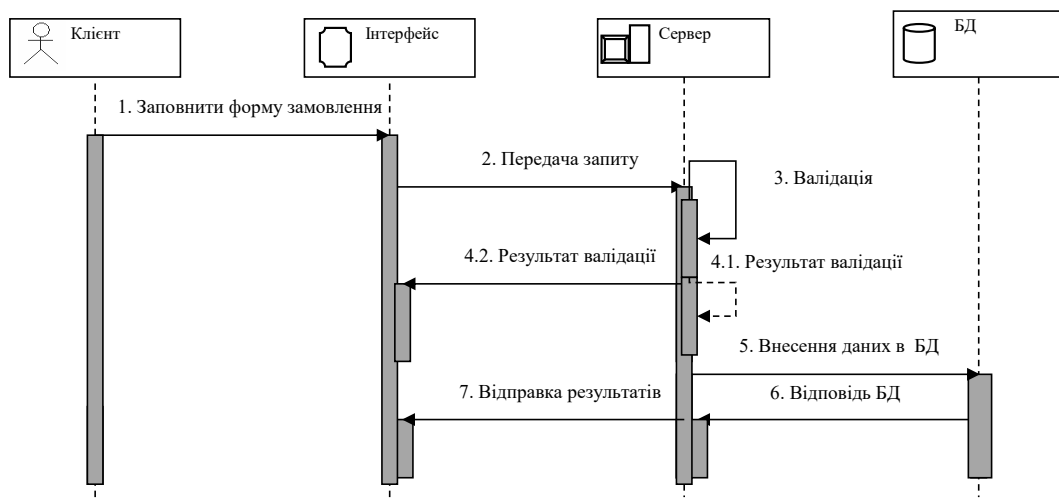 Клієнт
Інтерфейс
Сервер
БД
1. Заповнити форму замовлення
2. Передача запиту
3. Валідація
4.2. Результат валідації
4.1. Результат валідації
5. Внесення даних в БД
7. Відправка результатів
6. Відповідь БД